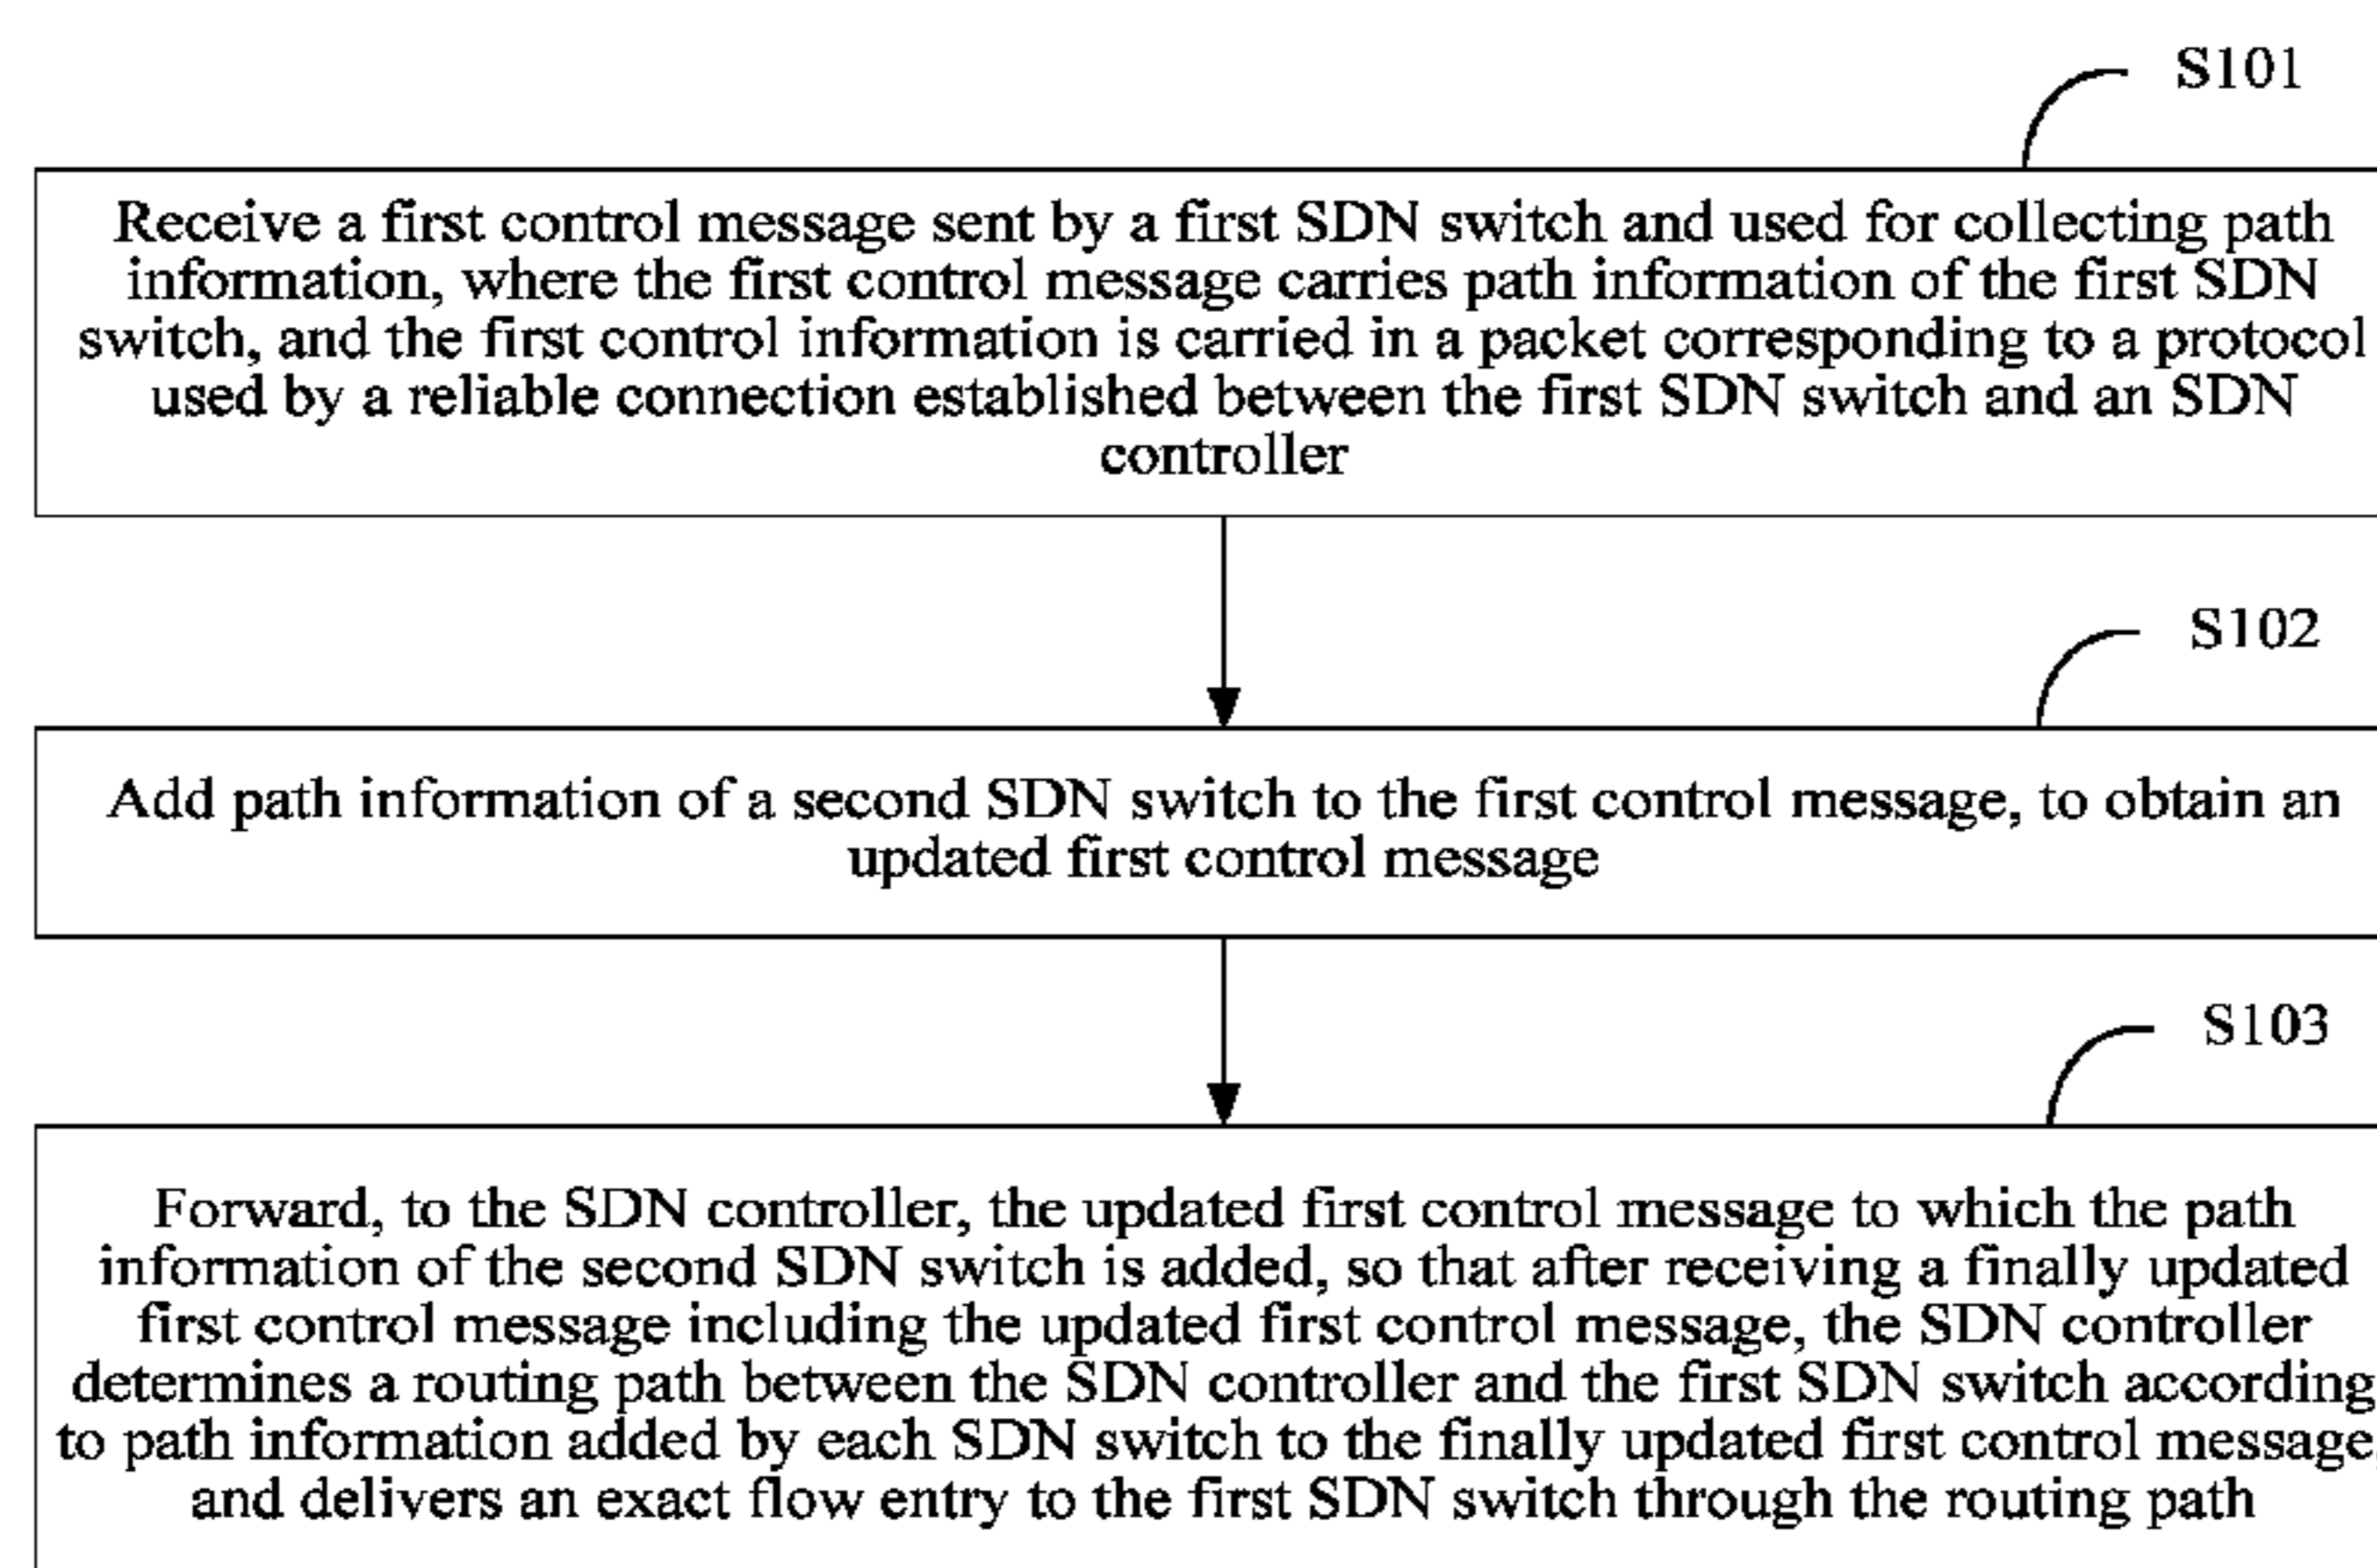 S101
Receive a first control message sent by a first SDN switch and used for collecting path
information, where the first control message carries path information of the first SDN
switch, and the first control information is carried in a packet corresponding to a protocol
used by a reliable connection established between the first SDN switch and an SDN
controller
S102
Add path information of a second SDN switch to the first control message, to obtain an
updated first control message
S103
Forward, to the SDN controller, the updated first control message to which the path
information of the second SDN switch is added, so that after receiving a finally updated
first control message including the updated first control message, the SDN controller
determines a routing path between the SDN controller and the first SDN switch according
to path information added by each SDN switch to the finally updated first control message,
and delivers an exact flow entry to the first SDN switch through the routing path